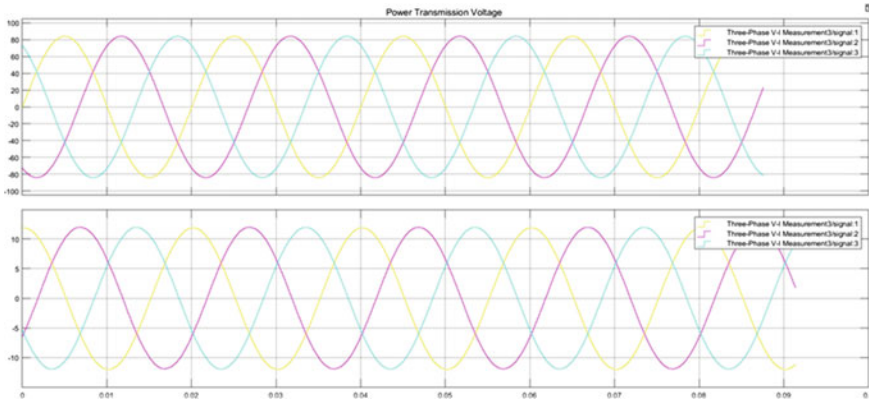 Power Transmission Voltage
100
80
60
40
20
0
-20
-40
-60
-80
-100
Three-Phase V-I Measurement3/signal:1
Three-Phase V-I Measurement3/signal:2
Three-Phase V-I Measurement3/signal:3
10
5
0
-5
-10
Three-Phase V-I Measurement3/signal:1
Three-Phase V-I Measurement3/signal:2
Three-Phase V-I Measurement3/signal:3
0 0.01 0.02 0.03 0.04 0.05 0.06 0.07 0.08 0.09